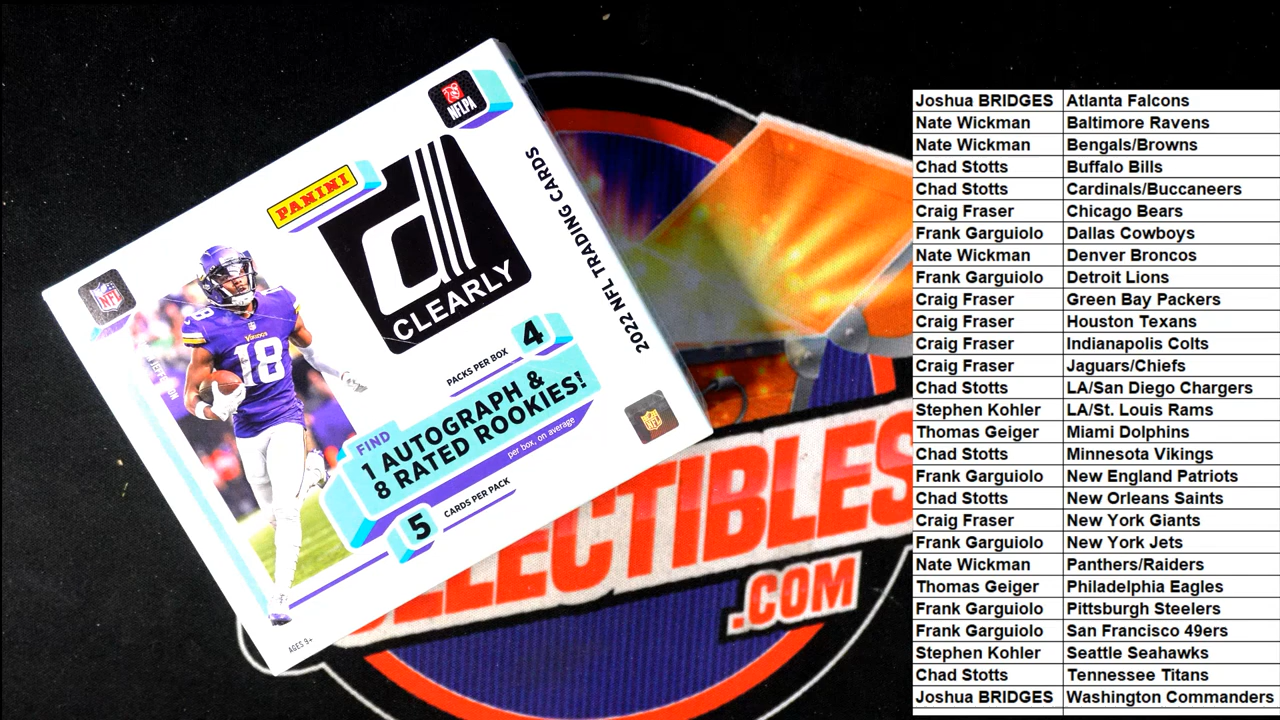 NFLPA
PANINI
d
CLEARLY
NFL
18
Vikings
18
2022 NFL TRADING CARDS
PACKS PER BOX 4
FIND
1 AUTOGRAPH &
8 RATED ROOKIES!
per box, on average
5 CARDS PER PACK
NFL
AGES 9+
LLECTIBLES
.COM
Joshua BRIDGES Atlanta Falcons
Nate Wickman Baltimore Ravens
Nate Wickman Bengals/Browns
Chad Stotts Buffalo Bills
Chad Stotts Cardinals/Buccaneers
Craig Fraser Chicago Bears
Frank Garguiolo Dallas Cowboys
Nate Wickman Denver Broncos
Frank Garguiolo Detroit Lions
Craig Fraser Green Bay Packers
Craig Fraser Houston Texans
Craig Fraser Indianapolis Colts
Craig Fraser Jaguars/Chiefs
Chad Stotts LA/San Diego Chargers
Stephen Kohler LA/St. Louis Rams
Thomas Geiger Miami Dolphins
Chad Stotts Minnesota Vikings
Frank Garguiolo New England Patriots
Chad Stotts New Orleans Saints
Craig Fraser New York Giants
Frank Garguiolo New York Jets
Nate Wickman Panthers/Raiders
Thomas Geiger Philadelphia Eagles
Frank Garguiolo Pittsburgh Steelers
Frank Garguiolo San Francisco 49ers
Stephen Kohler Seattle Seahawks
Chad Stotts Tennessee Titans
Joshua BRIDGES Washington Commanders